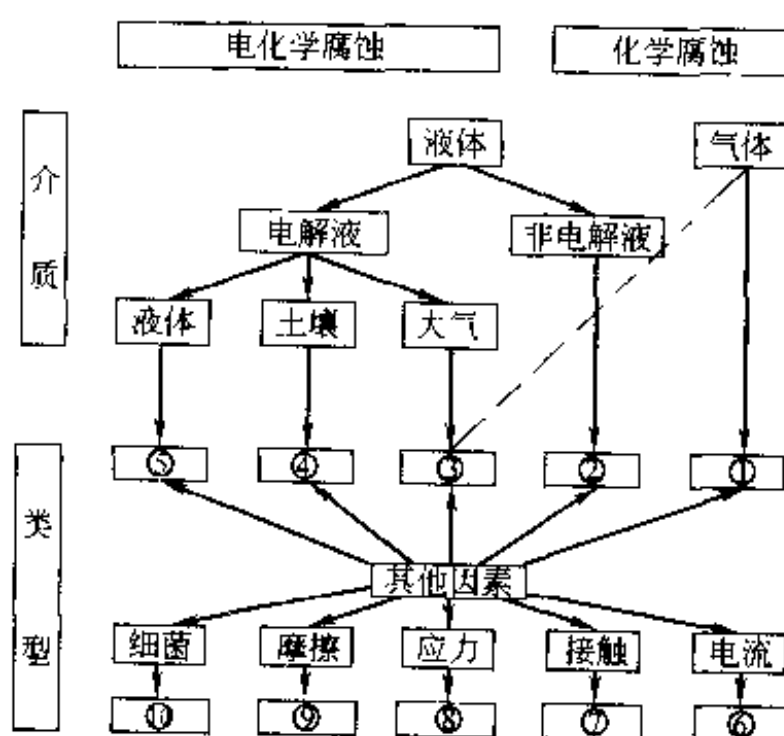 电化学腐蚀 化学腐蚀
介质
液体 气体
电解液 非电解液
液体 土壤 大气
类型
⑤ ④ ③ ② ①
其他因素
细菌 摩擦 应力 接触 电流
⑩ ⑨ ⑧ ⑦ ⑥